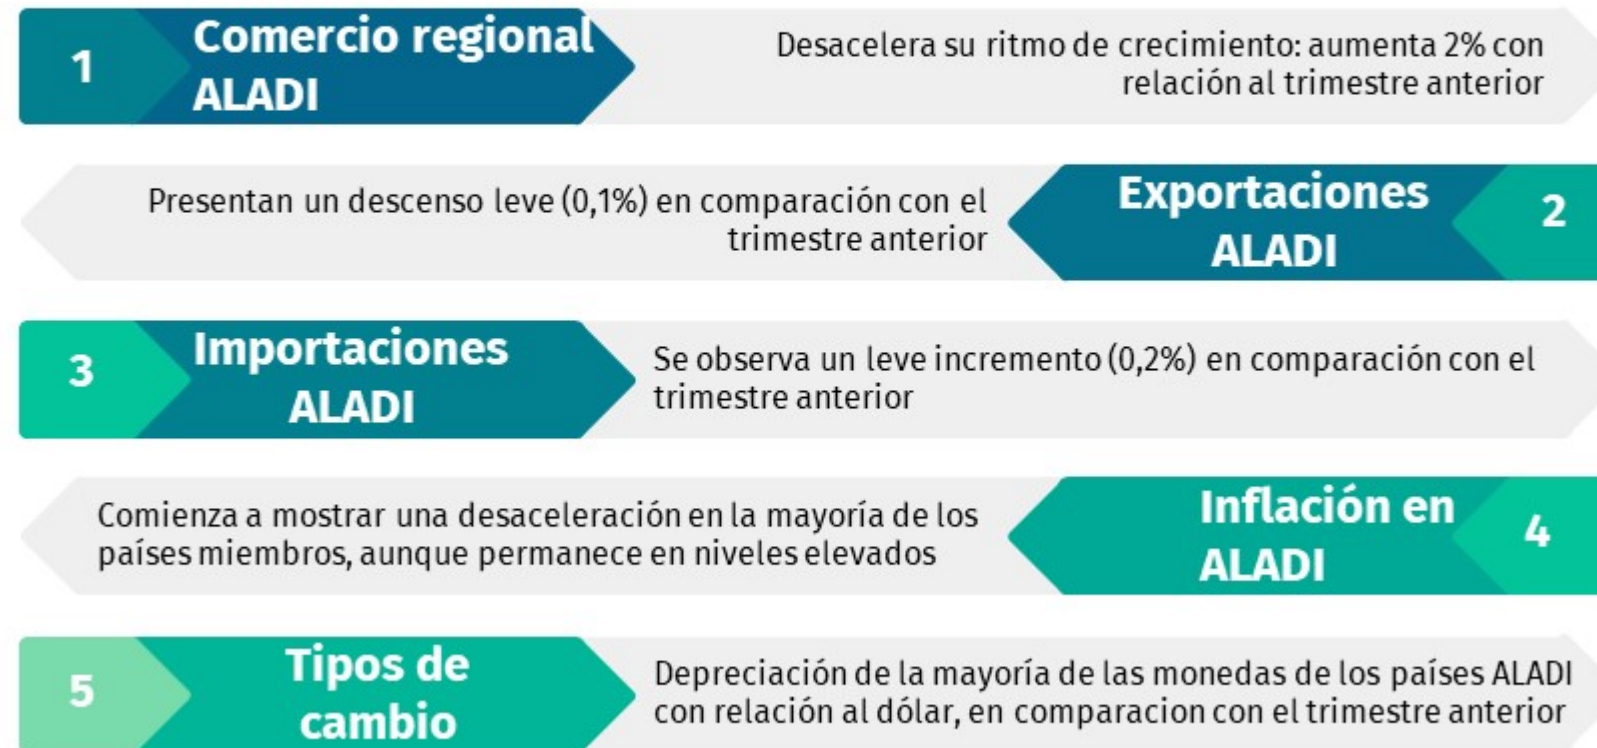 1
Comercio regional
ALADI
Desacelera su ritmo de crecimiento: aumenta 2% con
relación al trimestre anterior
Presentan un descenso leve (0,1%) en comparación con el
trimestre anterior
Exportaciones
ALADI
2
3
Importaciones
ALADI
Se observa un leve incremento (0,2%) en comparación con el
trimestre anterior
Comienza a mostrar una desaceleración en la mayoría de los
países miembros, aunque permanece en niveles elevados
Inflación en
ALADI
4
5
Tipos de
cambio
Depreciación de la mayoría de las monedas de los países ALADI
con relación al dólar, en comparacion con el trimestre anterior